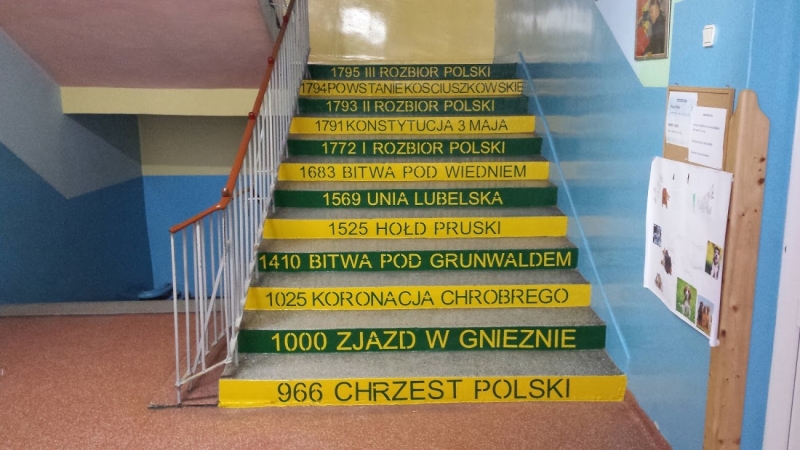 1795 III ROZBIOR POLSKI
1794 POWSTANIE KOSCIUSZKOWSKIE
1793 II ROZBIOR POLSKI
1791 KONSTYTUCJA 3 MAJA
1772 I ROZBIOR POLSKI
1683 BITWA POD WIEDNIEM
1569 UNIA LUBELSKA
1525 HOŁD PRUSKI
1410 BITWA POD GRUNWALDEM
1025 KORONACJA CHROBREGO
1000 ZJAZD W GNIEZNIE
966 CHRZEST POLSKI